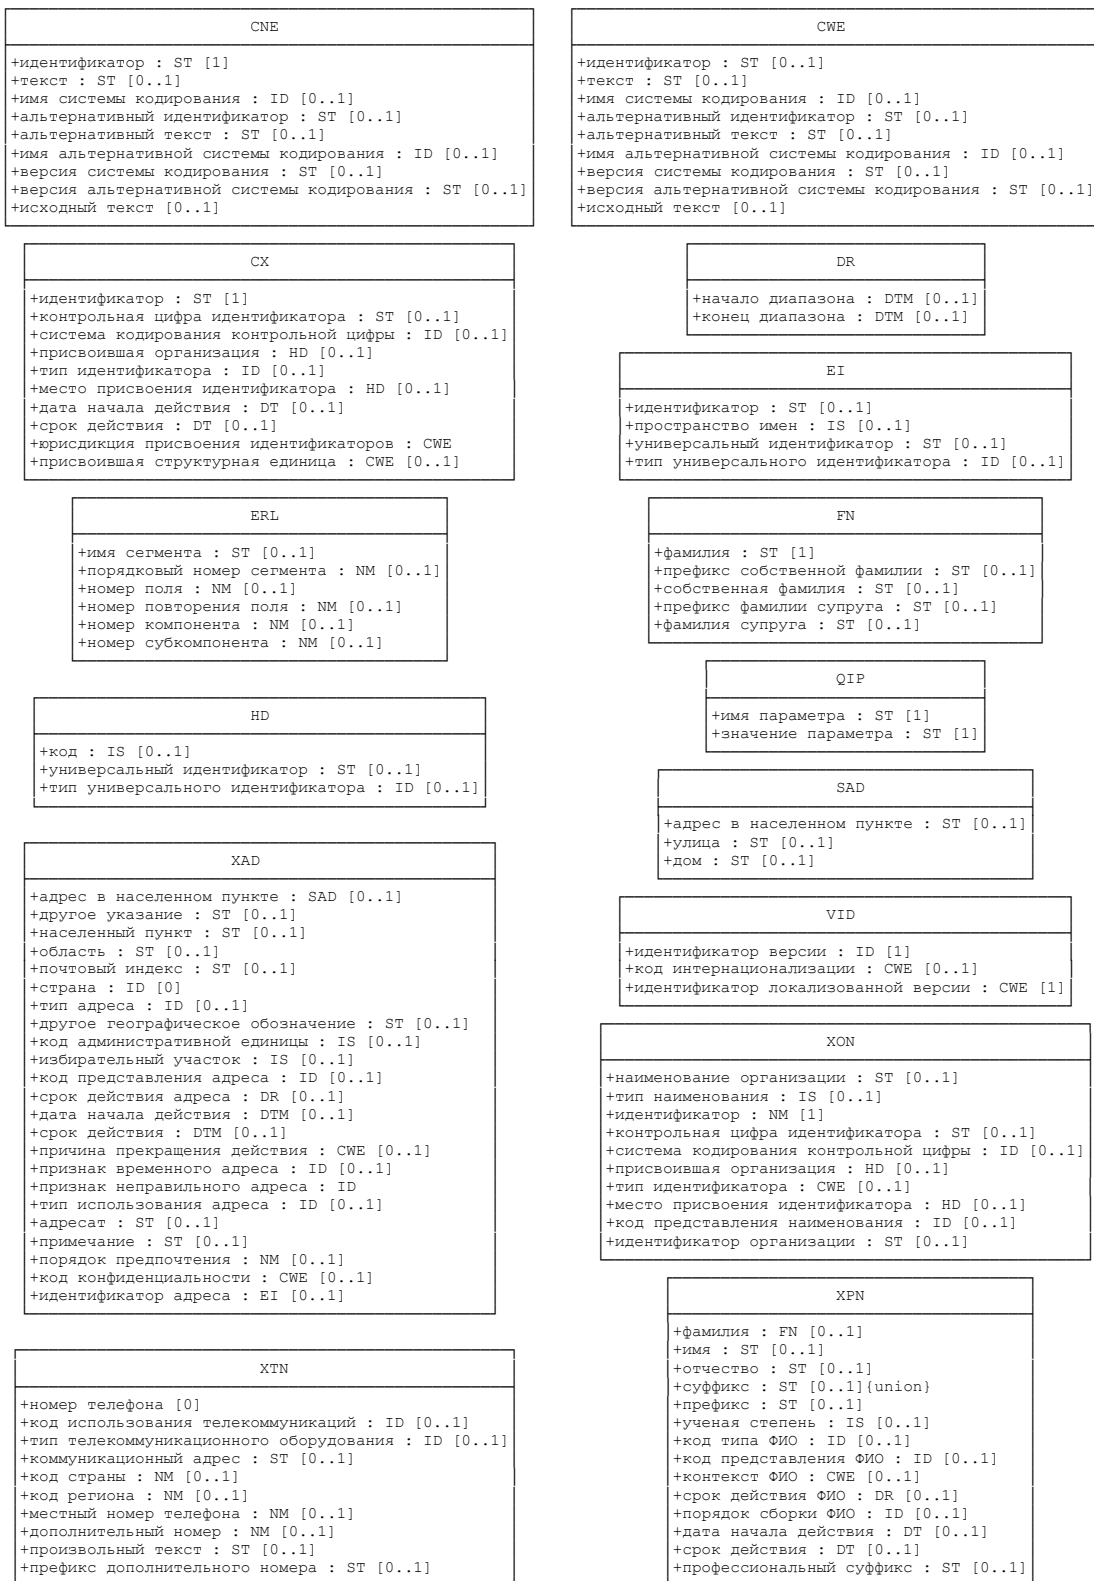 CNE
+идентификатор : ST [1]
+текст : ST [0..1]
+имя системы кодирования : ID [0..1]
+альтернативный идентификатор : ST [0..1]
+альтернативный текст : ST [0..1]
+имя альтернативной системы кодирования : ID [0..1]
+версия системы кодирования : ST [0..1]
+версия альтернативной системы кодирования : ST [0..1]
+исходный текст [0..1]
CWE
+идентификатор : ST [0..1]
+текст : ST [0..1]
+имя системы кодирования : ID [0..1]
+альтернативный идентификатор : ST [0..1]
+альтернативный текст : ST [0..1]
+имя альтернативной системы кодирования : ID [0..1]
+версия системы кодирования : ST [0..1]
+версия альтернативной системы кодирования : ST [0..1]
+исходный текст [0..1]
CX
+идентификатор : ST [1]
+контрольная цифра идентификатора : ST [0..1]
+система кодирования контрольной цифры : ID [0..1]
+присвоившая организация : HD [0..1]
+тип идентификатора : ID [0..1]
+место присвоения идентификатора : HD [0..1]
+дата начала действия : DT [0..1]
+срок действия : DT [0..1]
+юрисдикция присвоения идентификаторов : CWE
+присвоившая структурная единица : CWE [0..1]
DR
+начало диапазона : DTM [0..1]
+конец диапазона : DTM [0..1]
EI
+идентификатор : ST [0..1]
+пространство имен : IS [0..1]
+универсальный идентификатор : ST [0..1]
+тип универсального идентификатора : ID [0..1]
ERL
+имя сегмента : ST [0..1]
+порядковый номер сегмента : NM [0..1]
+номер поля : NM [0..1]
+номер повторения поля : NM [0..1]
+номер компонента : NM [0..1]
+номер субкомпонента : NM [0..1]
FN
+фамилия : ST [1]
+префикс собственной фамилии : ST [0..1]
+собственная фамилия : ST [0..1]
+префикс фамилии супруга : ST [0..1]
+фамилия супруга : ST [0..1]
QIP
+имя параметра : ST [1]
+значение параметра : ST [1]
HD
+код : IS [0..1]
+универсальный идентификатор : ST [0..1]
+тип универсального идентификатора : ID [0..1]
SAD
+адрес в населенном пункте : ST [0..1]
+улица : ST [0..1]
+дом : ST [0..1]
XAD
+адрес в населенном пункте : SAD [0..1]
+другое указание : ST [0..1]
+населенный пункт : ST [0..1]
+область : ST [0..1]
+почтовый индекс : ST [0..1]
+страна : ID [0]
+тип адреса : ID [0..1]
+другое географическое обозначение : ST [0..1]
+код административной единицы : IS [0..1]
+избирательный участок : IS [0..1]
+код представления адреса : ID [0..1]
+срок действия адреса : DR [0..1]
+дата начала действия : DTM [0..1]
+срок действия : DTM [0..1]
+причина прекращения действия : CWE [0..1]
+признак временного адреса : ID [0..1]
+признак неправильного адреса : ID
+тип использования адреса : ID [0..1]
+адресат : ST [0..1]
+примечание : ST [0..1]
+порядок предпочтения : NM [0..1]
+код конфиденциальности : CWE [0..1]
+идентификатор адреса : EI [0..1]
VID
+идентификатор версии : ID [1]
+код интернационализации : CWE [0..1]
+идентификатор локализованной версии : CWE [1]
XON
+наименование организации : ST [0..1]
+тип наименования : IS [0..1]
+идентификатор : NM [1]
+контрольная цифра идентификатора : ST [0..1]
+система кодирования контрольной цифры : ID [0..1]
+присвоившая организация : HD [0..1]
+тип идентификатора : CWE [0..1]
+место присвоения идентификатора : HD [0..1]
+код представления наименования : ID [0..1]
+идентификатор организации : ST [0..1]
XTN
+номер телефона [0]
+код использования телекоммуникаций : ID [0..1]
+тип телекоммуникационного оборудования : ID [0..1]
+коммуникационный адрес : ST [0..1]
+код страны : NM [0..1]
+код региона : NM [0..1]
+местный номер телефона : NM [0..1]
+дополнительный номер : NM [0..1]
+произвольный текст : ST [0..1]
+префикс дополнительного номера : ST [0..1]
XPN
+фамилия : FN [0..1]
+имя : ST [0..1]
+отчество : ST [0..1]
+суффикс : ST [0..1]{union}
+префикс : ST [0..1]
+ученая степень : IS [0..1]
+код типа ФИО : ID [0..1]
+код представления ФИО : ID [0..1]
+контекст ФИО : CWE [0..1]
+срок действия ФИО : DR [0..1]
+порядок сборки ФИО : ID [0..1]
+дата начала действия : DT [0..1]
+срок действия : DT [0..1]
+профессиональный суффикс : ST [0..1]